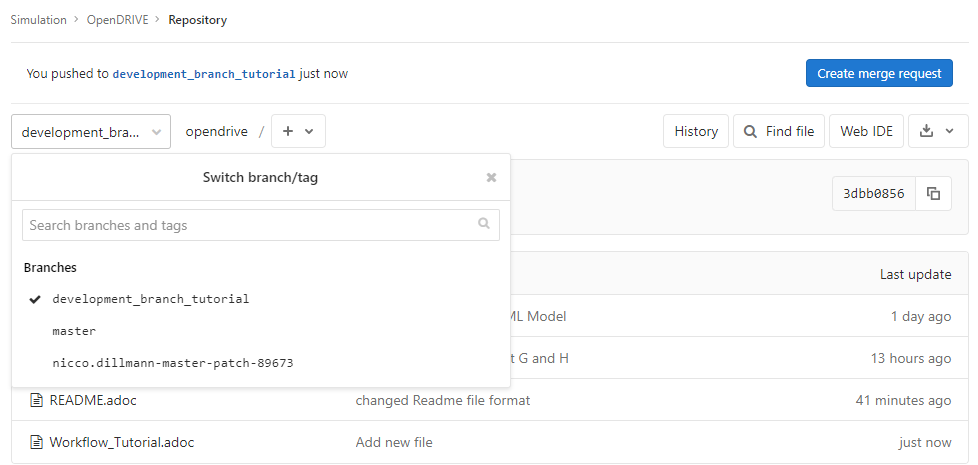 Simulation > OpenDRIVE > Repository
You pushed to development_branch_tutorial just now
Create merge request
development_bra... opendrive / +
History Find file Web IDE
Switch branch/tag
3dbb0856
Search branches and tags
Branches
Last update
development_branch_tutorial
ML Model 1 day ago
master
t G and H 13 hours ago
nicco.dillmann-master-patch-89673
README.adoc changed Readme file format 41 minutes ago
Workflow_Tutorial.adoc Add new file just now